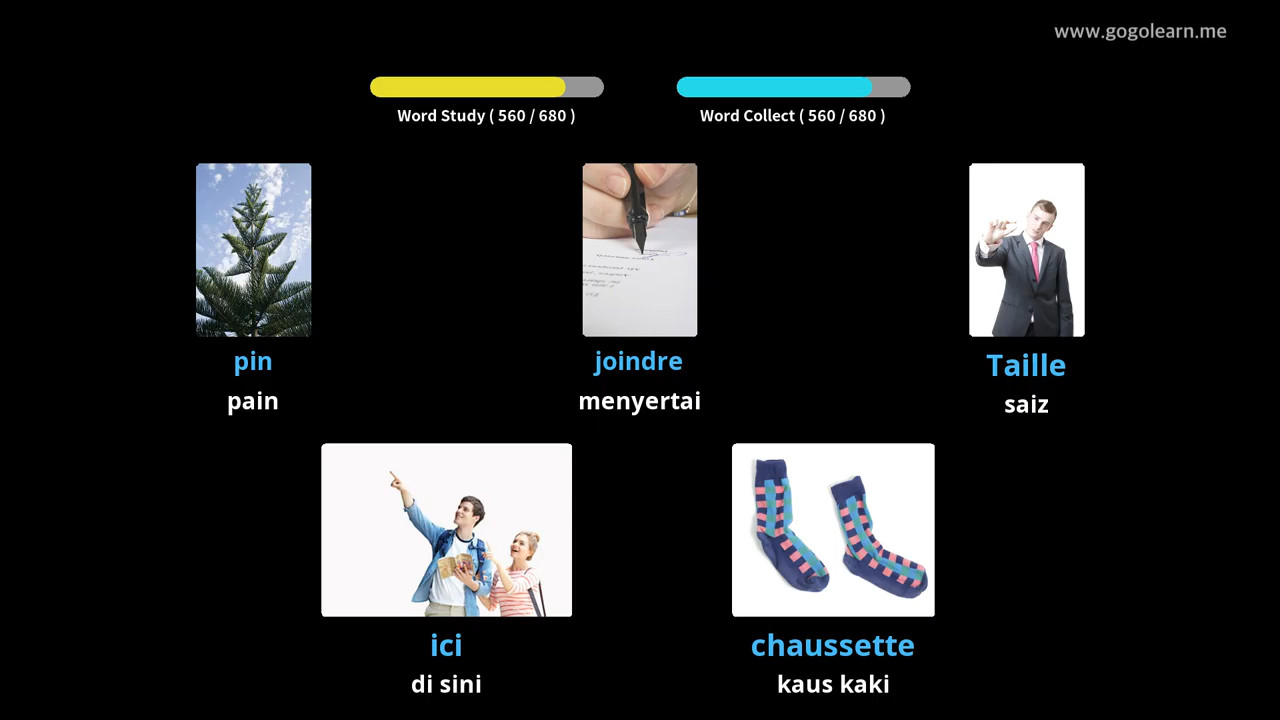 www.gogolearn.me
Word Study ( 560 / 680 )
Word Collect ( 560 / 680 )
pin
pain
joindre
menyertai
Taille
saiz
ici
di sini
chaussette
kaus kaki